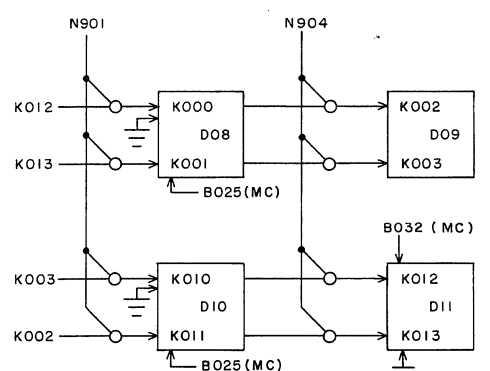 N901 N904
K012 K000 K002
D08 D09
K013 K001 K003
B025(MC)
B032 (MC)
K003 K010 K012
D10 D11
K002 K011 K013
B025(MC)